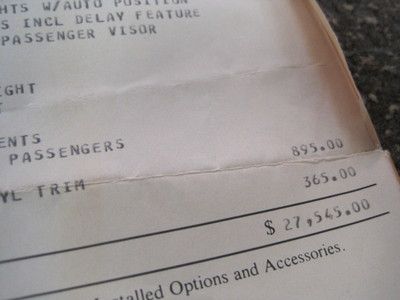 HTS W/AUTO POSITION
S INCL DELAY FEATURE
PASSENGER VISOR
GHT
ENTS
PASSENGERS 895.00
YL TRIM 365.00
$ 27,545.00
stalled Options and Accessories.